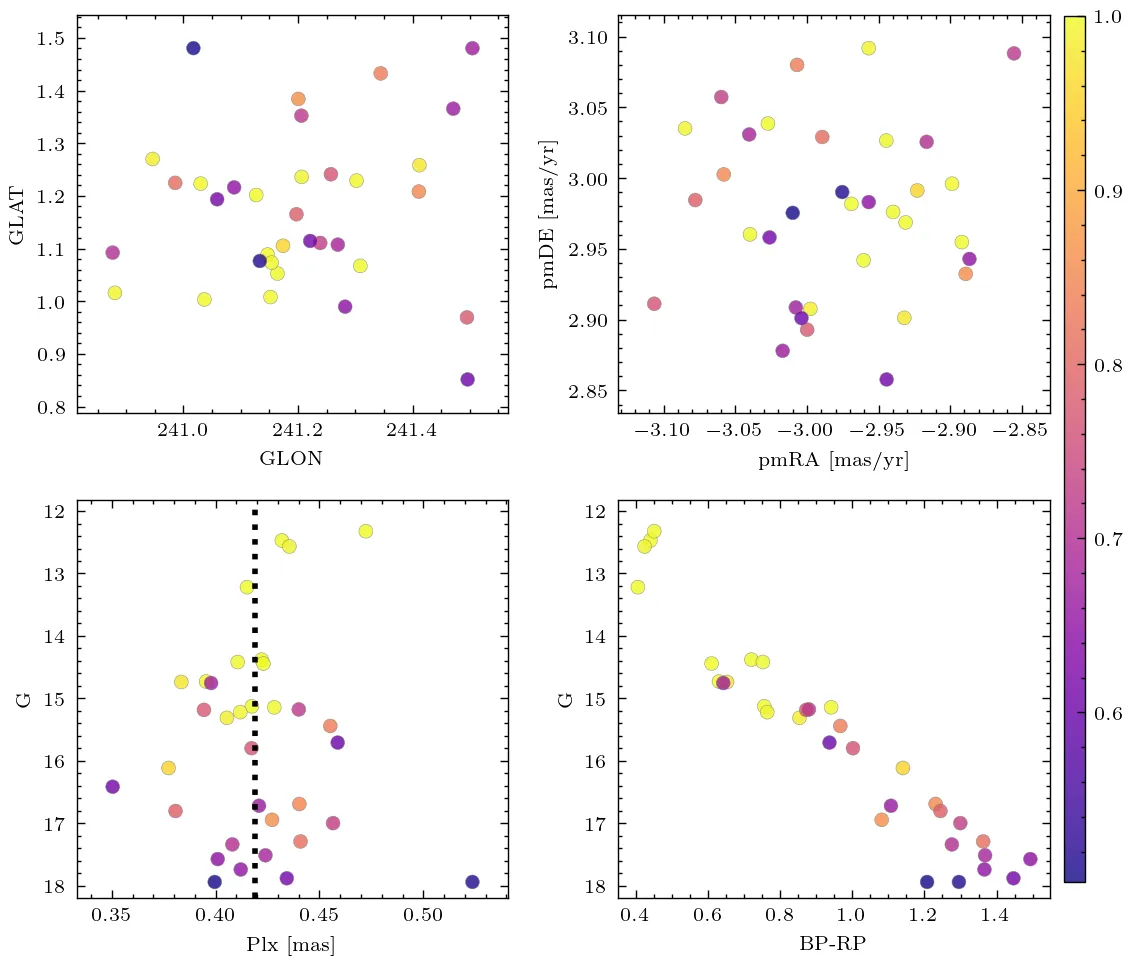 1.5
1.4
1.3
1.2
1.1
1.0
0.9
0.8
GLAT
241.0 241.2 241.4
GLON
3.10
3.05
3.00
2.95
2.90
2.85
pmDE [mas/yr]
−3.10 −3.05 −3.00 −2.95 −2.90 −2.85
pmRA [mas/yr]
12
13
14
15
16
17
18
G
0.35 0.40 0.45 0.50
Plx [mas]
12
13
14
15
16
17
18
G
0.4 0.6 0.8 1.0 1.2 1.4
BP-RP
1.0
0.9
0.8
0.7
0.6